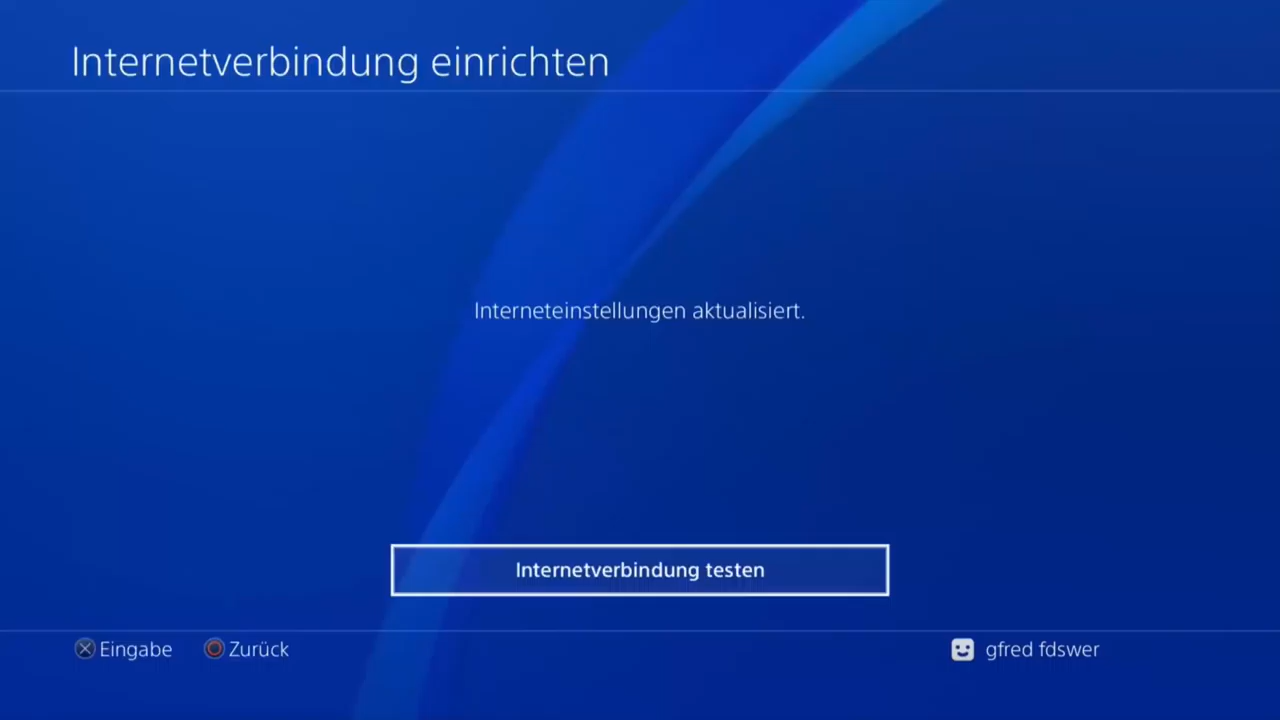 Internetverbindung einrichten
Interneteinstellungen aktualisiert.
Internetverbindung testen
Eingabe Zurück gfred fdswer